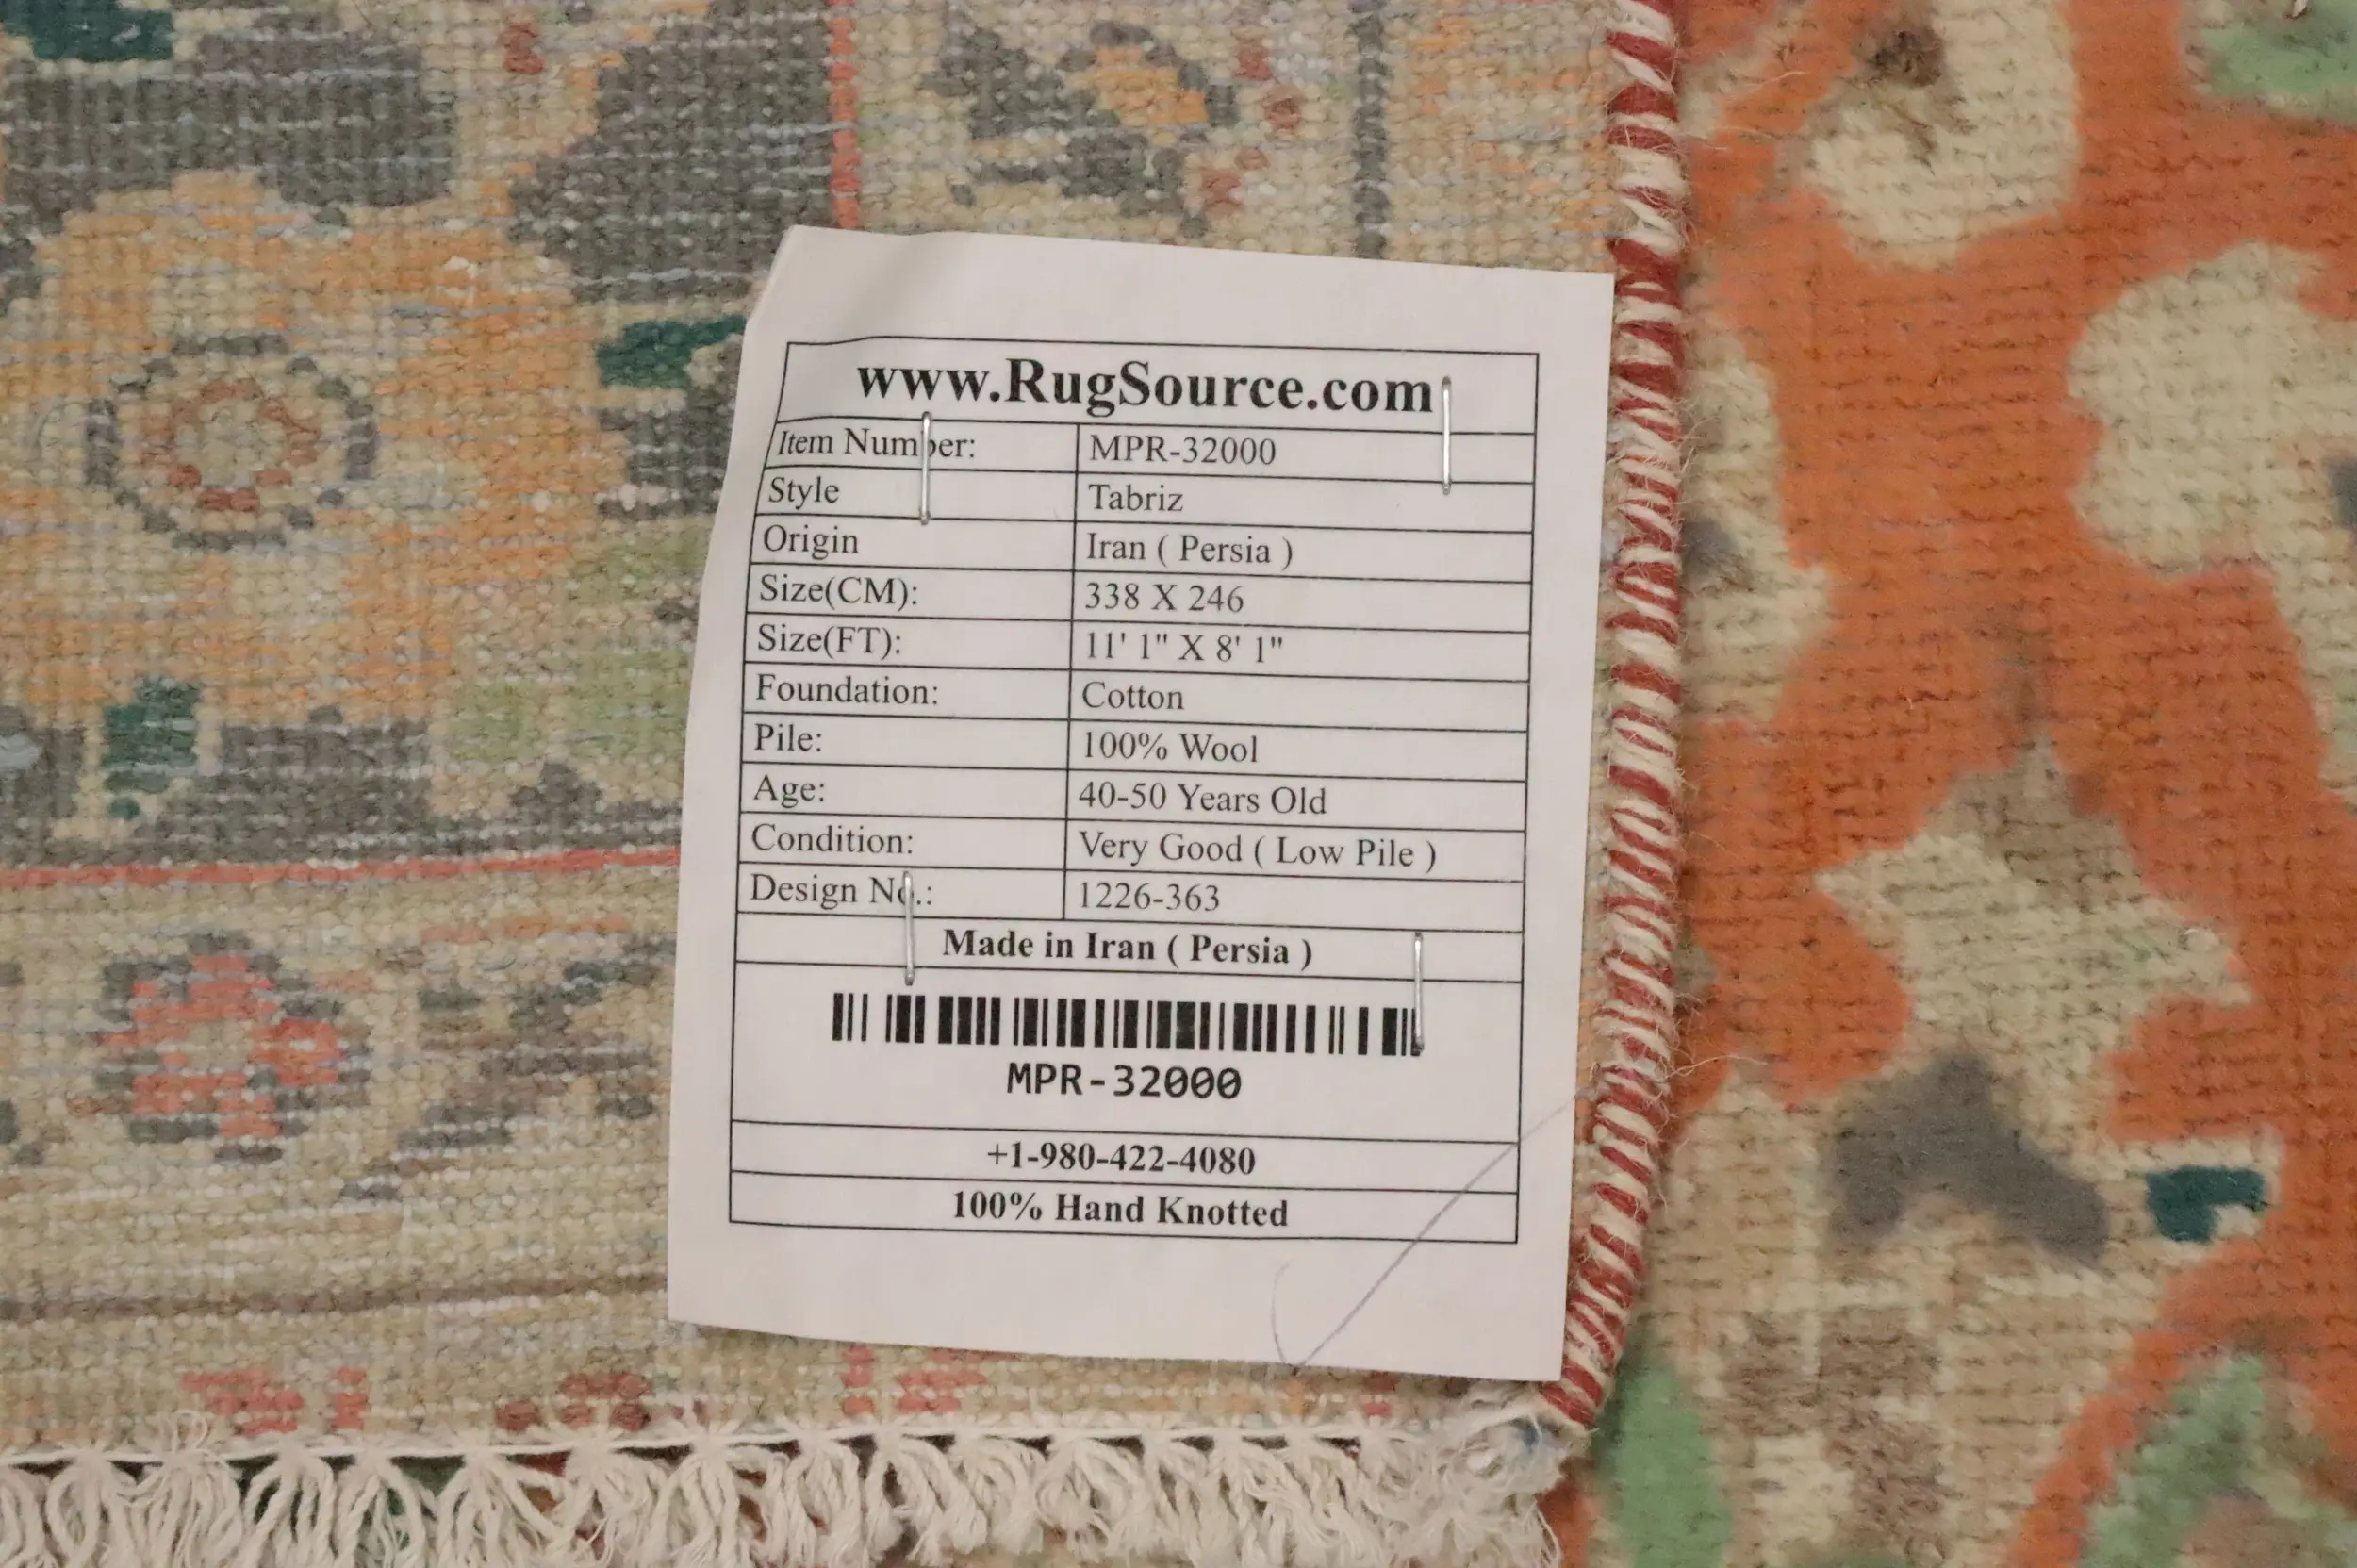 www.RugSource.com
Item Number: MPR-32000
Style Tabriz
Origin Iran ( Persia )
Size(CM): 338 X 246
Size(FT): 11' 1" X 8' 1"
Foundation: Cotton
Pile: 100% Wool
Age: 40-50 Years Old
Condition: Very Good ( Low Pile )
Design No.: 1226-363
Made in Iran ( Persia )
MPR-32000
+1-980-422-4080
100% Hand Knotted